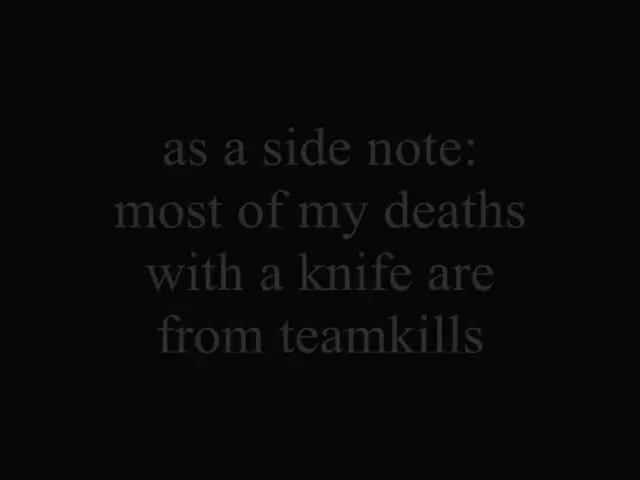 as a side note:
most of my deaths
with a knife are
from teamkills